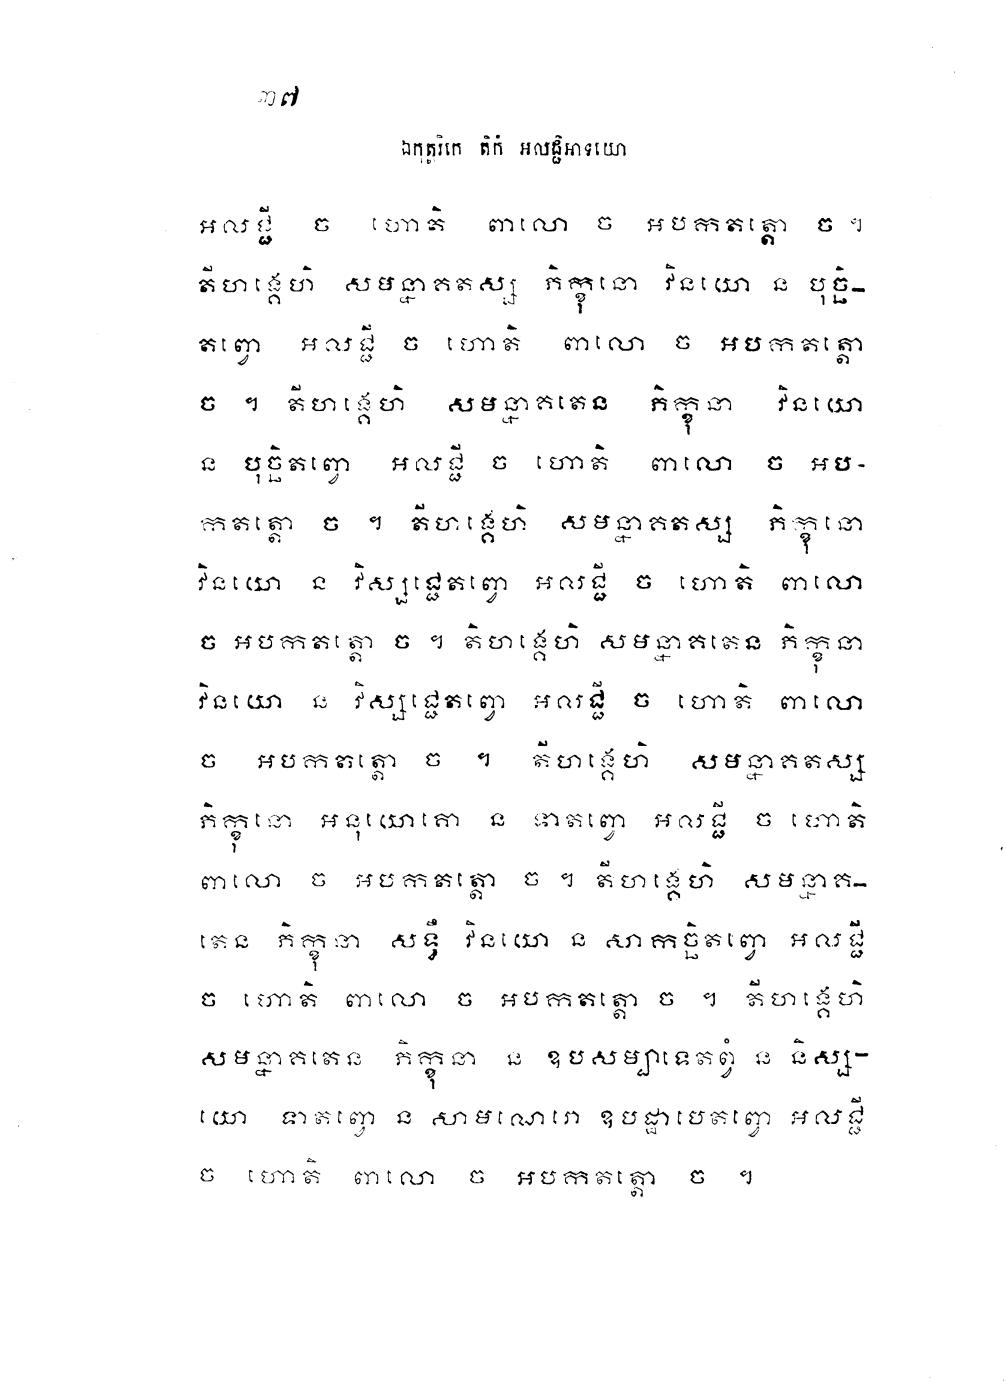 ៣៧
ឯកុត្តរិកេ តិកំ អលជ្ជីអាទយោ
អលជ្ជី ច ហោតិ ពាលោ ច អបកតត្តោ ច ។
តីហង្គេហិ សមន្នាគតស្ស ភិក្ខុនោ វិនយោ ន បុច្ឆិ-
តព្វោ អលជ្ជី ច ហោតិ ពាលោ ច អបកតត្តោ
ច ។ តីហង្គេហិ សមន្នាគតេន ភិក្ខុនា វិនយោ
ន បុច្ឆិតព្វោ អលជ្ជី ច ហោតិ ពាលោ ច អប-
កតត្តោ ច ។ តីហង្គេហិ សមន្នាគតស្ស ភិក្ខុនោ
វិនយោ ន វិស្សជ្ជេតព្វោ អលជ្ជី ច ហោតិ ពាលោ
ច អបកតត្តោ ច ។ តិហង្គេហិ សមន្នាគតេន ភិក្ខុនា
វិនយោ ន វិស្សជ្ជេតព្វោ អលជ្ជី ច ហោតិ ពាលោ
ច អបកតត្តោ ច ។ តីហង្គេហិ សមន្នាគតស្ស
ភិក្ខុនោ អនុយោគោ ន ទាតព្វោ អលជ្ជី ច ហោតិ
ពាលោ ច អបកតត្តោ ច ។ តីហង្គេហិ សមន្នាគ-
តេន ភិក្ខុនា សទ្ធឹ វិនយោ ន សាកច្ឆិតព្វោ អលជ្ជី
ច ហោតិ ពាលោ ច អបកតត្តោ ច ។ តីហង្គេហិ
សមន្នាគតេន ភិក្ខុនា ន ឧបសម្បាទេតព្វំ ន និស្ស-
យោ ទាតព្វោ ន សាមណេរោ ឧបដ្ឋាបេតព្វោ អលជ្ជី
ច ហោតិ ពាលោ ច អបកតត្តោ ច ។